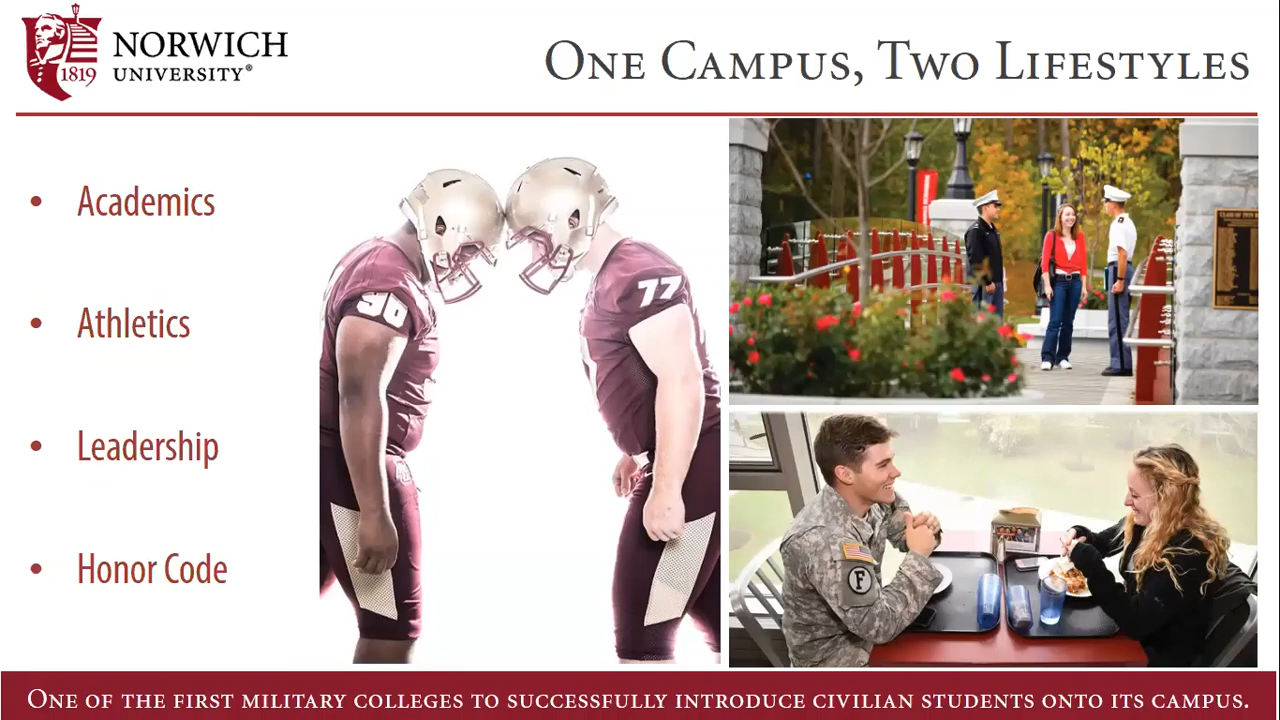 NORWICH
UNIVERSITY®
1819
ONE CAMPUS, TWO LIFESTYLES
• Academics
• Athletics
• Leadership
• Honor Code
77
F
ONE OF THE FIRST MILITARY COLLEGES TO SUCCESSFULLY INTRODUCE CIVILIAN STUDENTS ONTO ITS CAMPUS.